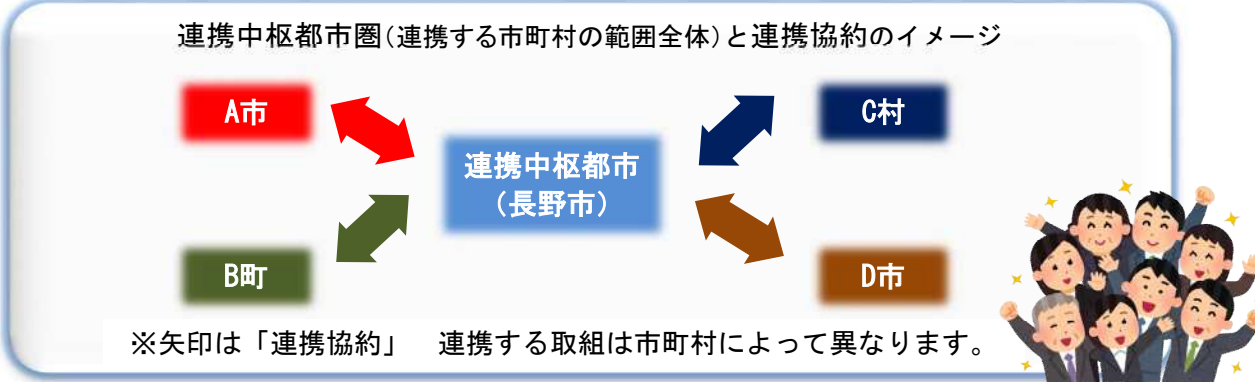 連携中枢都市圏(連携する市町村の範囲全体)と連携協約のイメージ
A市
C村
連携中枢都市
(長野市)
B町
D市
※矢印は「連携協約」　連携する取組は市町村によって異なります。